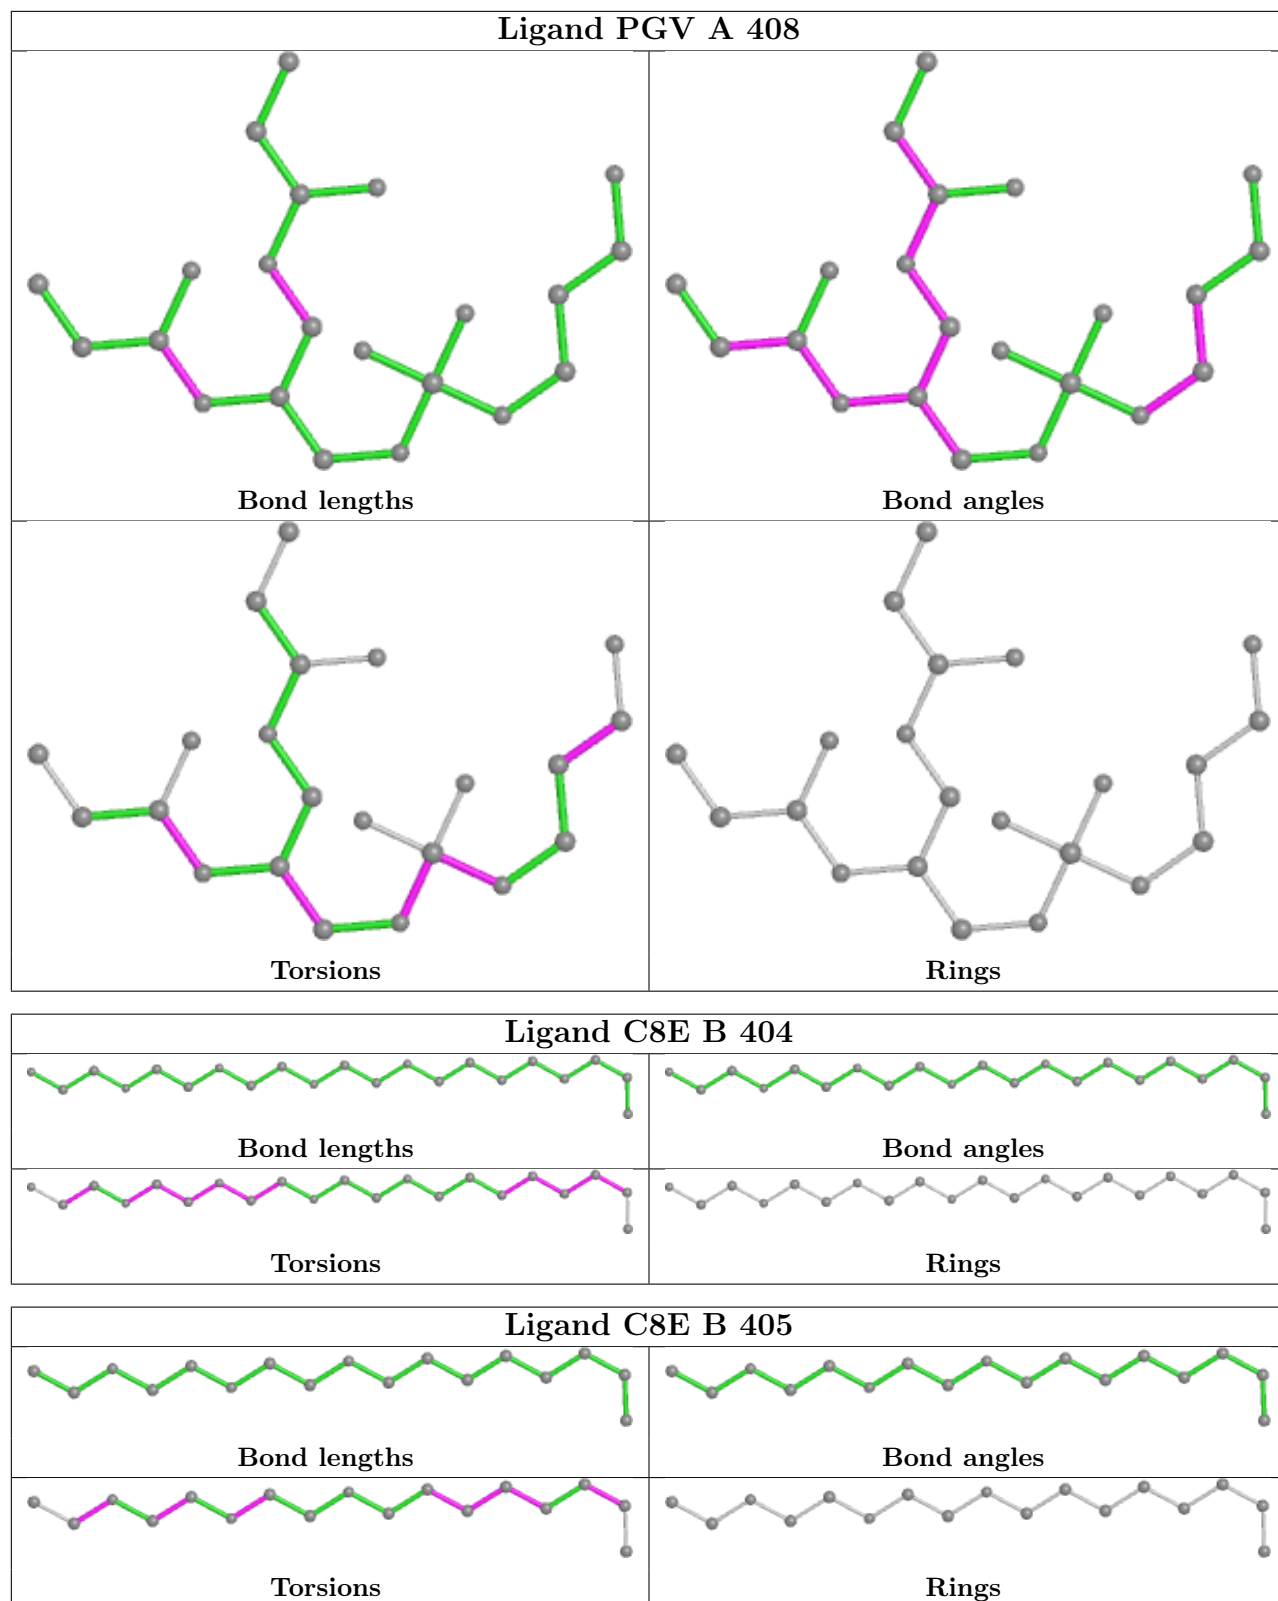 Ligand PGV A 408
Bond lengths
Bond angles
Torsions
Rings
Ligand C8E B 404
Bond lengths
Bond angles
Torsions
Rings
Ligand C8E B 405
Bond lengths
Bond angles
Torsions
Rings